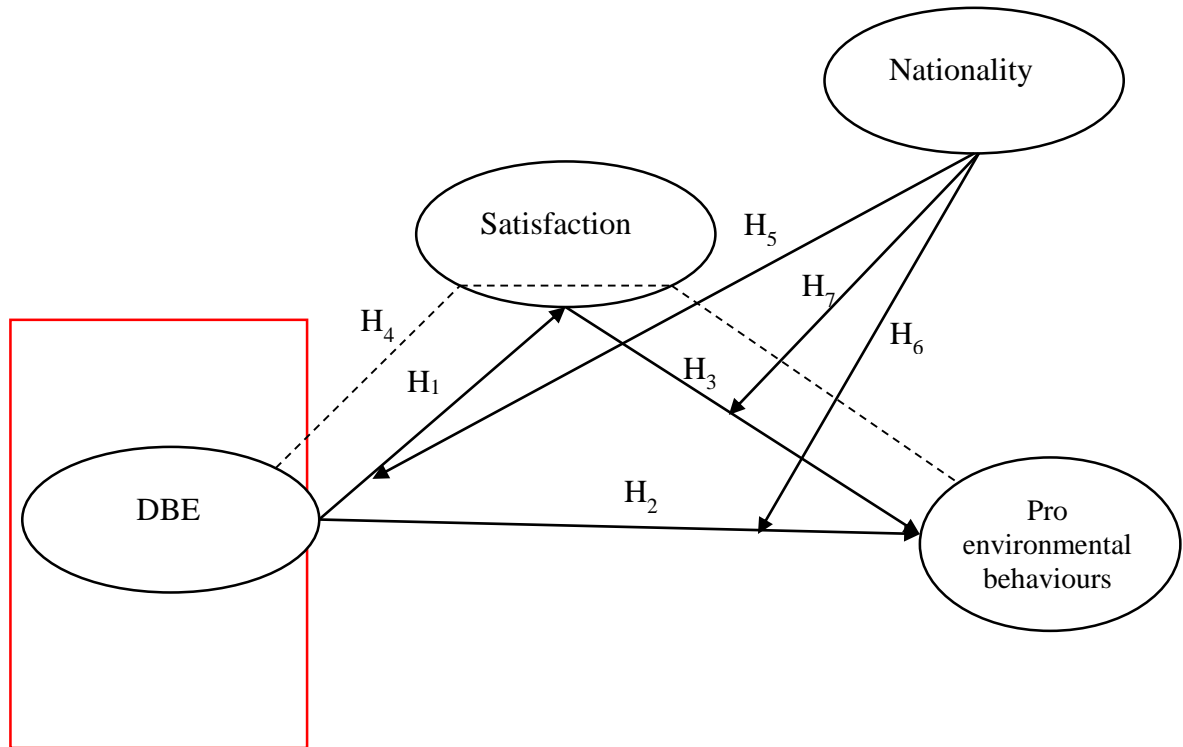 Nationality
Satisfaction
H₅
H₇
H₄
H₆
H₃
H₁
H₂
DBE
Pro
environmental
behaviours